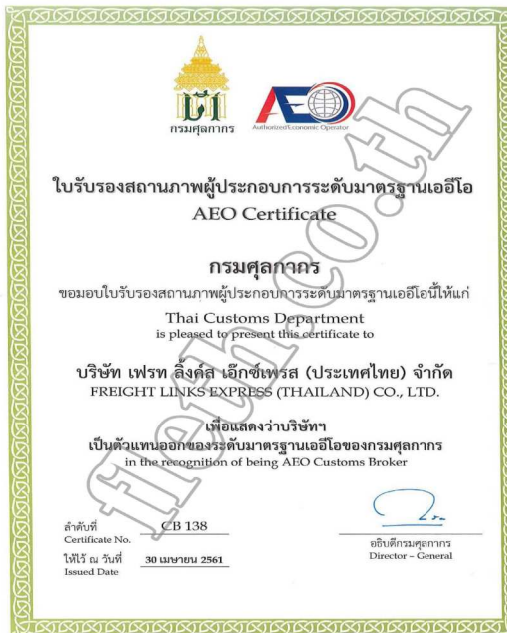 กรมศุลกากร
AEO
Authorized Economic Operator
ใบรับรองสถานภาพผู้ประกอบการระดับมาตรฐานเออีโอ
AEO Certificate
กรมศุลกากร
ขอมอบใบรับรองสถานภาพผู้ประกอบการระดับมาตรฐานเออีโอนี้ให้แก่
Thai Customs Department
is pleased to present this certificate to
บริษัท เฟรท ลิ้งค์ส เอ็กซ์เพรส (ประเทศไทย) จำกัด
FREIGHT LINKS EXPRESS (THAILAND) CO., LTD.
เพื่อแสดงว่าบริษัทฯ
เป็นตัวแทนออกของระดับมาตรฐานเออีโอของกรมศุลกากร
in the recognition of being AEO Customs Broker
ลำดับที่ CB 138
Certificate No.
ให้ไว้ ณ วันที่ 30 เมษายน 2561
Issued Date
อธิบดีกรมศุลกากร
Director – General
fleth.co.th